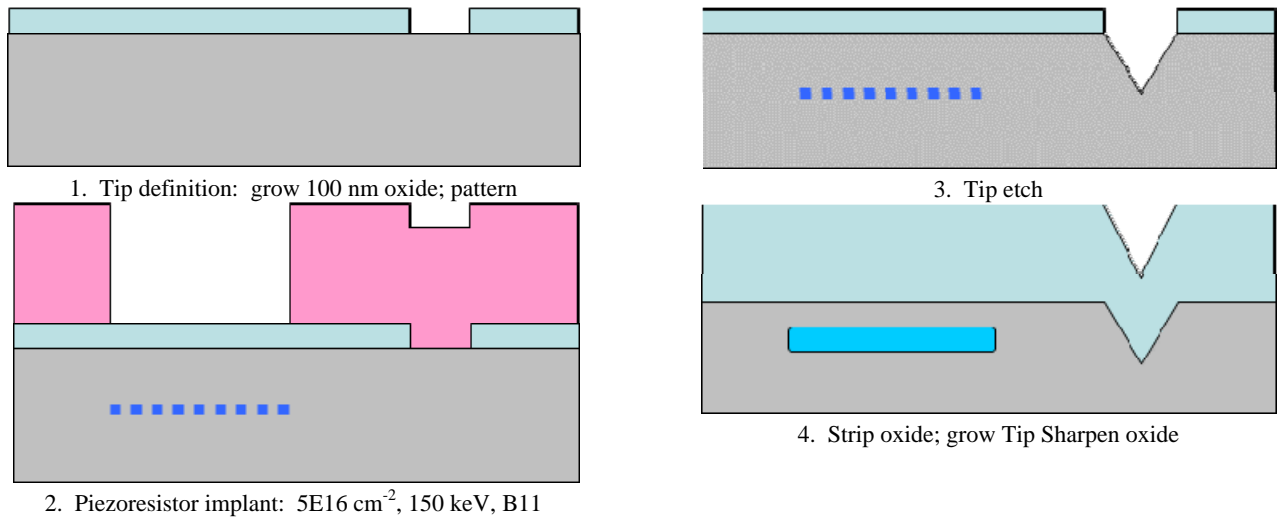 1. Tip definition: grow 100 nm oxide; pattern
2. Piezoresistor implant: 5E16 cm-2, 150 keV, B11
3. Tip etch
4. Strip oxide; grow Tip Sharpen oxide